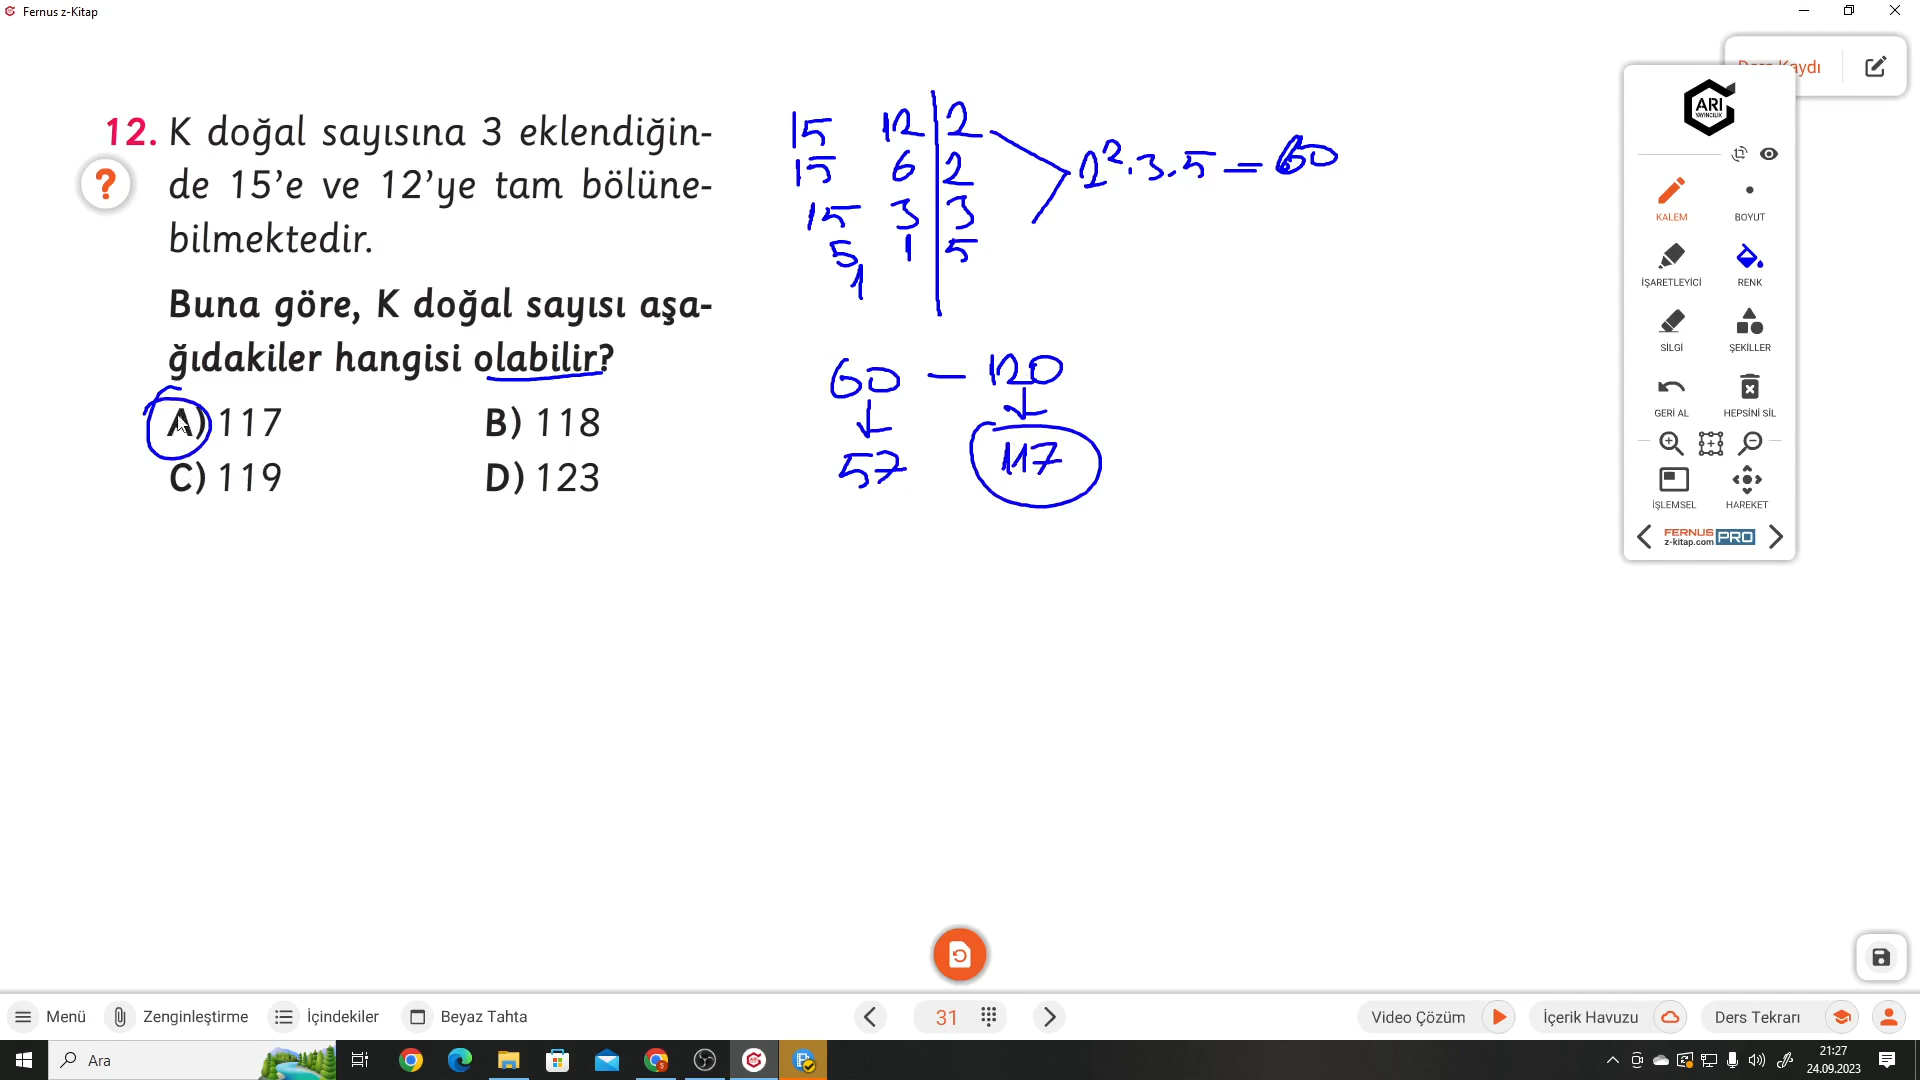 Fernus z-Kitap
Ders Kaydı
12. K doğal sayısına 3 eklendiğin-
de 15'e ve 12'ye tam bölüne-
bilmektedir.
Buna göre, K doğal sayısı aşa-
ğıdakiler hangisi olabilir?
A) 117 B) 118
C) 119 D) 123
?
15 12 2
15 6 2
15 3 3
5 1 5
1
2².3.5 = 60
60 – 120
57 117
ARI
YAYINCILIK
KALEM BOYUT
İŞARETLEYİCİ RENK
SİLGİ ŞEKİLLER
GERİ AL HEPSİNİ SİL
İŞLEMSEL HAREKET
FERNUS
z-kitap.com PRO
Menü Zenginleştirme İçindekiler Beyaz Tahta 31 Video Çözüm İçerik Havuzu Ders Tekrarı
Ara
21:27
24.09.2023